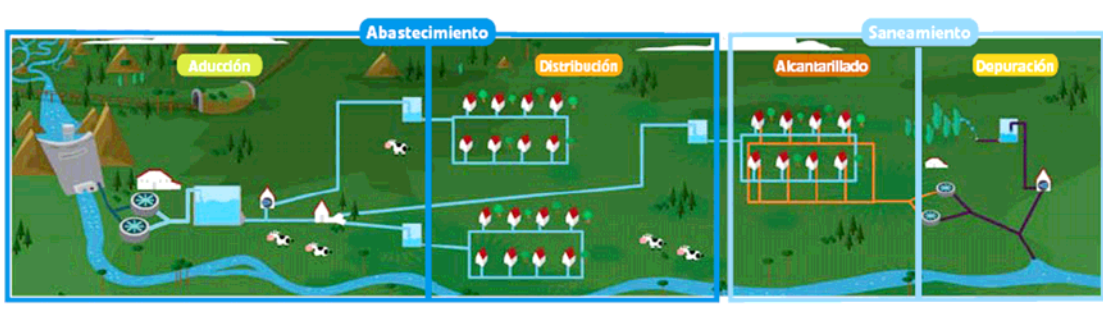 Abastecimiento
Saneamiento
Aducción
Distribución
Alcantarillado
Depuración